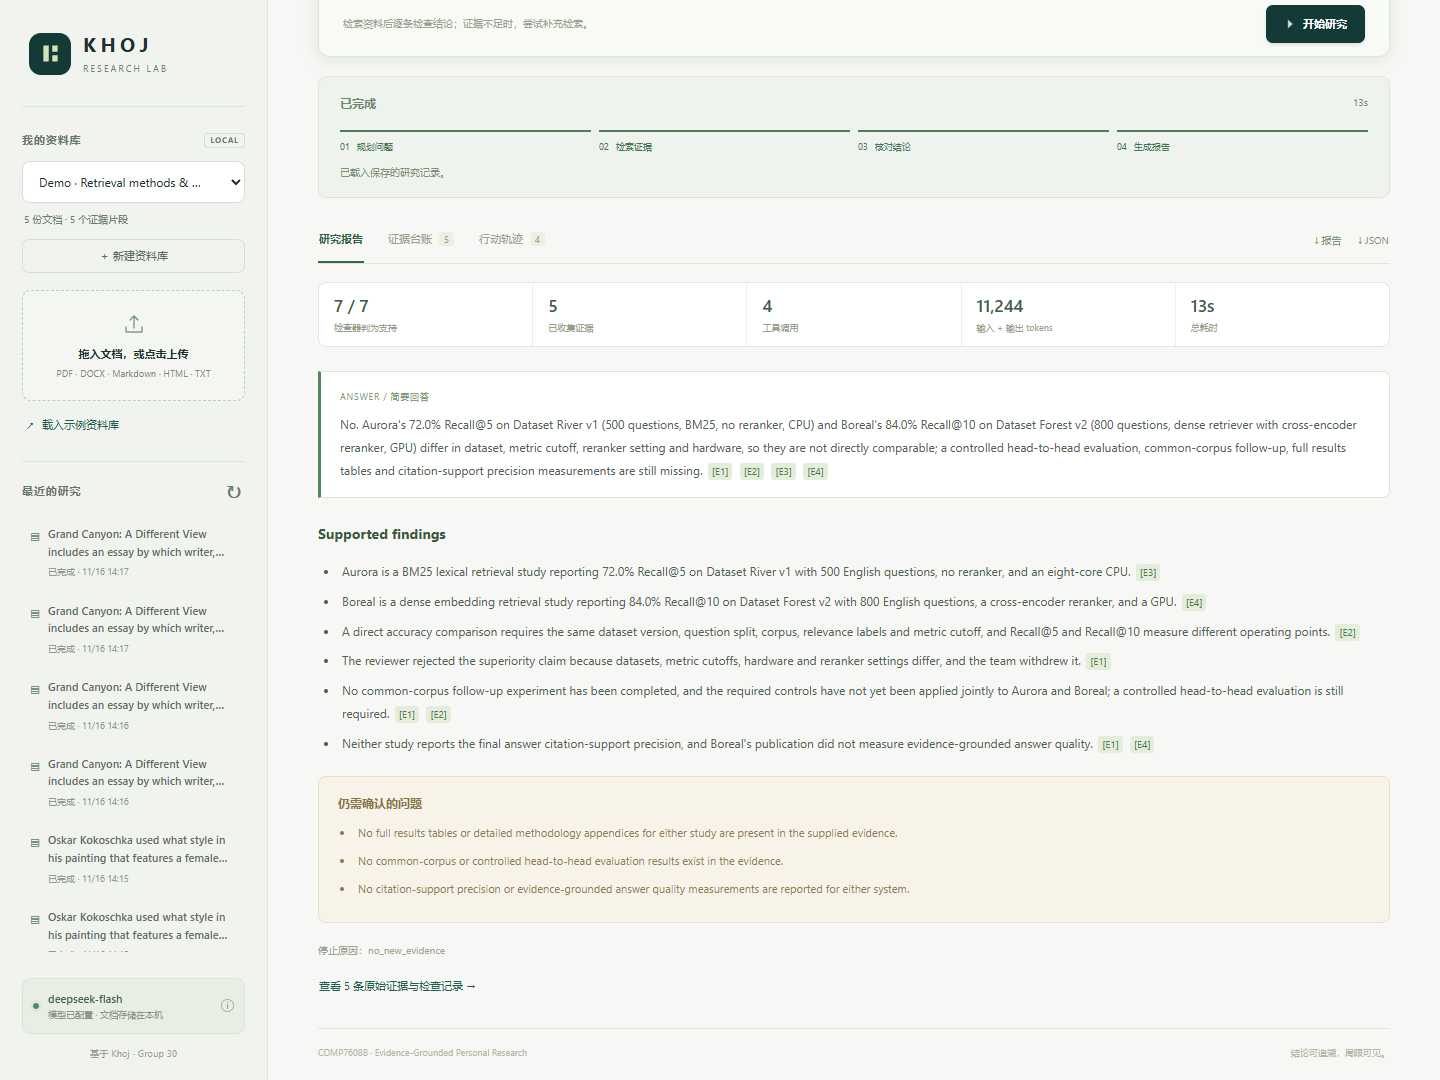 KHOJ
RESEARCH LAB
我的资料库
LOCAL
Demo · Retrieval methods & ...
5 份文档 · 5 个证据片段
+ 新建资料库
拖入文档，或点击上传
PDF · DOCX · Markdown · HTML · TXT
↗ 载入示例资料库
最近的研究
↻
Grand Canyon: A Different View
includes an essay by which writer,...
已完成 · 11/16 14:17
Grand Canyon: A Different View
includes an essay by which writer,...
已完成 · 11/16 14:17
Grand Canyon: A Different View
includes an essay by which writer,...
已完成 · 11/16 14:16
Grand Canyon: A Different View
includes an essay by which writer,...
已完成 · 11/16 14:16
Oskar Kokoschka used what style in
his painting that features a female...
已完成 · 11/16 14:15
Oskar Kokoschka used what style in
his painting that features a female...
deepseek-flash
模型已配置 · 文档存储在本机
基于 Khoj · Group 30
检索资料后逐条检查结论；证据不足时，尝试补充检索。
开始研究
已完成
13s
01 规划问题
02 检索证据
03 核对结论
04 生成报告
已载入保存的研究记录。
研究报告
证据台账 5
行动轨迹 4
↓ 报告
↓ JSON
7 / 7
检查器判为支持
5
已收集证据
4
工具调用
11,244
输入 + 输出 tokens
13s
总耗时
ANSWER / 简要回答
No. Aurora's 72.0% Recall@5 on Dataset River v1 (500 questions, BM25, no reranker, CPU) and Boreal's 84.0% Recall@10 on Dataset Forest v2 (800 questions, dense retriever with cross-encoder
reranker, GPU) differ in dataset, metric cutoff, reranker setting and hardware, so they are not directly comparable; a controlled head-to-head evaluation, common-corpus follow-up, full results
tables and citation-support precision measurements are still missing. [E1] [E2] [E3] [E4]
Supported findings
• Aurora is a BM25 lexical retrieval study reporting 72.0% Recall@5 on Dataset River v1 with 500 English questions, no reranker, and an eight-core CPU. [E3]
• Boreal is a dense embedding retrieval study reporting 84.0% Recall@10 on Dataset Forest v2 with 800 English questions, a cross-encoder reranker, and a GPU. [E4]
• A direct accuracy comparison requires the same dataset version, question split, corpus, relevance labels and metric cutoff, and Recall@5 and Recall@10 measure different operating points. [E2]
• The reviewer rejected the superiority claim because datasets, metric cutoffs, hardware and reranker settings differ, and the team withdrew it. [E1]
• No common-corpus follow-up experiment has been completed, and the required controls have not yet been applied jointly to Aurora and Boreal; a controlled head-to-head evaluation is still
required. [E1] [E2]
• Neither study reports the final answer citation-support precision, and Boreal's publication did not measure evidence-grounded answer quality. [E1] [E4]
仍需确认的问题
• No full results tables or detailed methodology appendices for either study are present in the supplied evidence.
• No common-corpus or controlled head-to-head evaluation results exist in the evidence.
• No citation-support precision or evidence-grounded answer quality measurements are reported for either system.
停止原因：no_new_evidence
查看 5 条原始证据与检查记录 →
COMP76088 · Evidence-Grounded Personal Research
结论可追溯，局限可见。